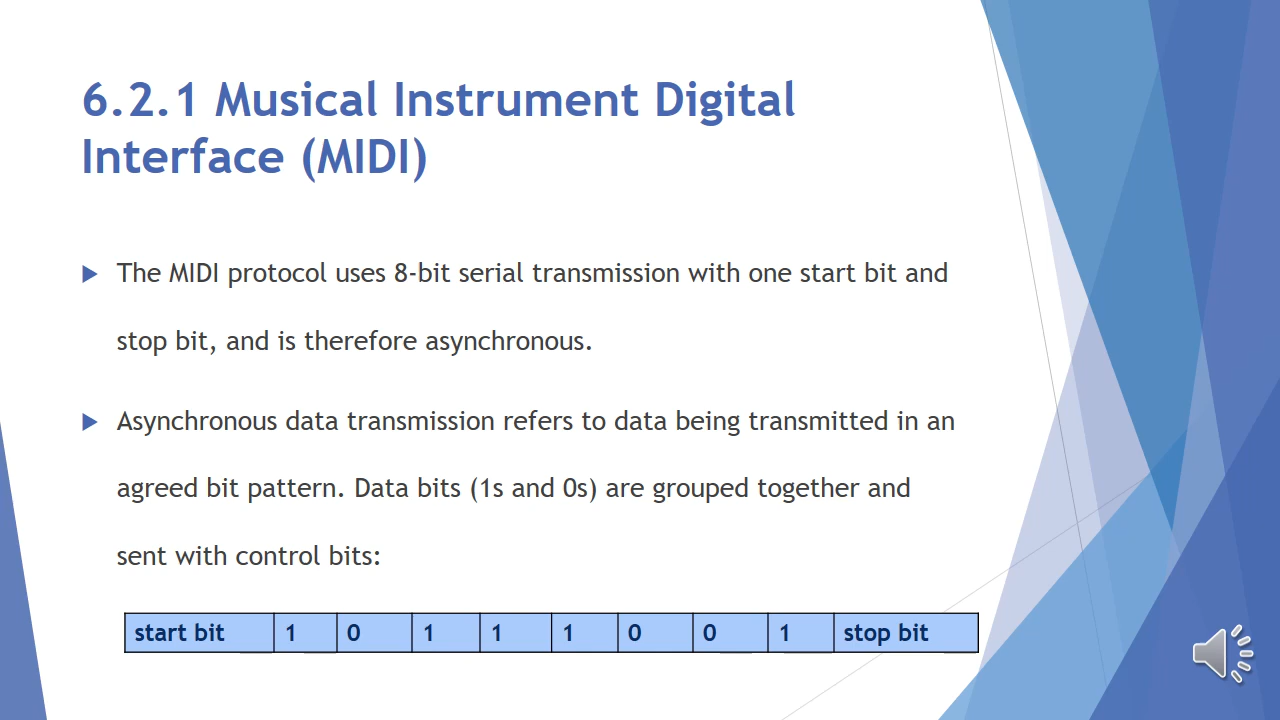 6.2.1 Musical Instrument Digital
Interface (MIDI)
The MIDI protocol uses 8-bit serial transmission with one start bit and
stop bit, and is therefore asynchronous.
Asynchronous data transmission refers to data being transmitted in an
agreed bit pattern. Data bits (1s and 0s) are grouped together and
sent with control bits:
start bit 1 0 1 1 1 0 0 1 stop bit